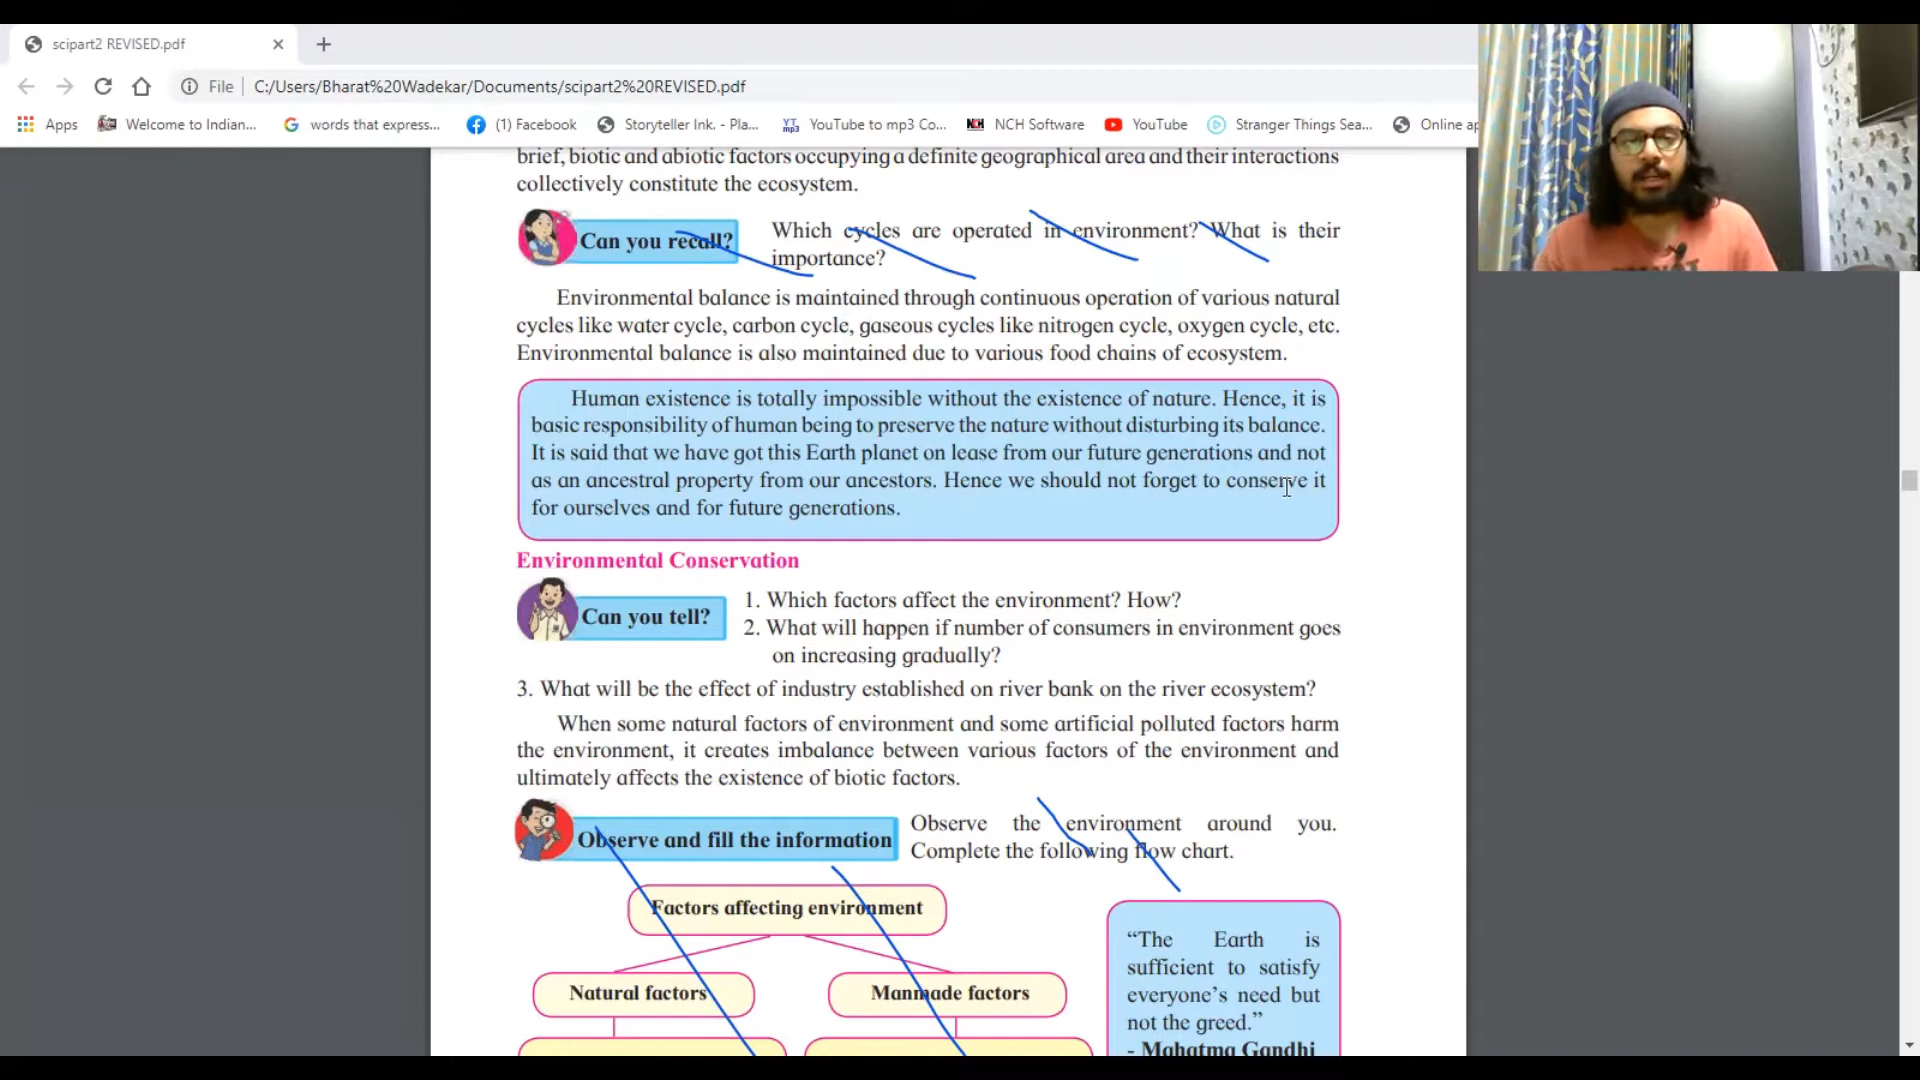 scipart2 REVISED.pdf
File
C:/Users/Bharat%20Wadekar/Documents/scipart2%20REVISED.pdf
Apps
Welcome to Indian...
words that express...
(1) Facebook
Storyteller Ink. - Pla...
YouTube to mp3 Co...
NCH Software
YouTube
Stranger Things Sea...
Online ap
brief, biotic and abiotic factors occupying a definite geographical area and their interactions
collectively constitute the ecosystem.
Can you recall?
Which cycles are operated in environment? What is their
importance?
Environmental balance is maintained through continuous operation of various natural
cycles like water cycle, carbon cycle, gaseous cycles like nitrogen cycle, oxygen cycle, etc.
Environmental balance is also maintained due to various food chains of ecosystem.
Human existence is totally impossible without the existence of nature. Hence, it is
basic responsibility of human being to preserve the nature without disturbing its balance.
It is said that we have got this Earth planet on lease from our future generations and not
as an ancestral property from our ancestors. Hence we should not forget to conserve it
for ourselves and for future generations.
Environmental Conservation
Can you tell?
1. Which factors affect the environment? How?
2. What will happen if number of consumers in environment goes
on increasing gradually?
3. What will be the effect of industry established on river bank on the river ecosystem?
When some natural factors of environment and some artificial polluted factors harm
the environment, it creates imbalance between various factors of the environment and
ultimately affects the existence of biotic factors.
Observe and fill the information
Observe the environment around you.
Complete the following flow chart.
Factors affecting environment
Natural factors
Manmade factors
“The Earth is
sufficient to satisfy
everyone’s need but
not the greed.”
- Mahatma Gandhi